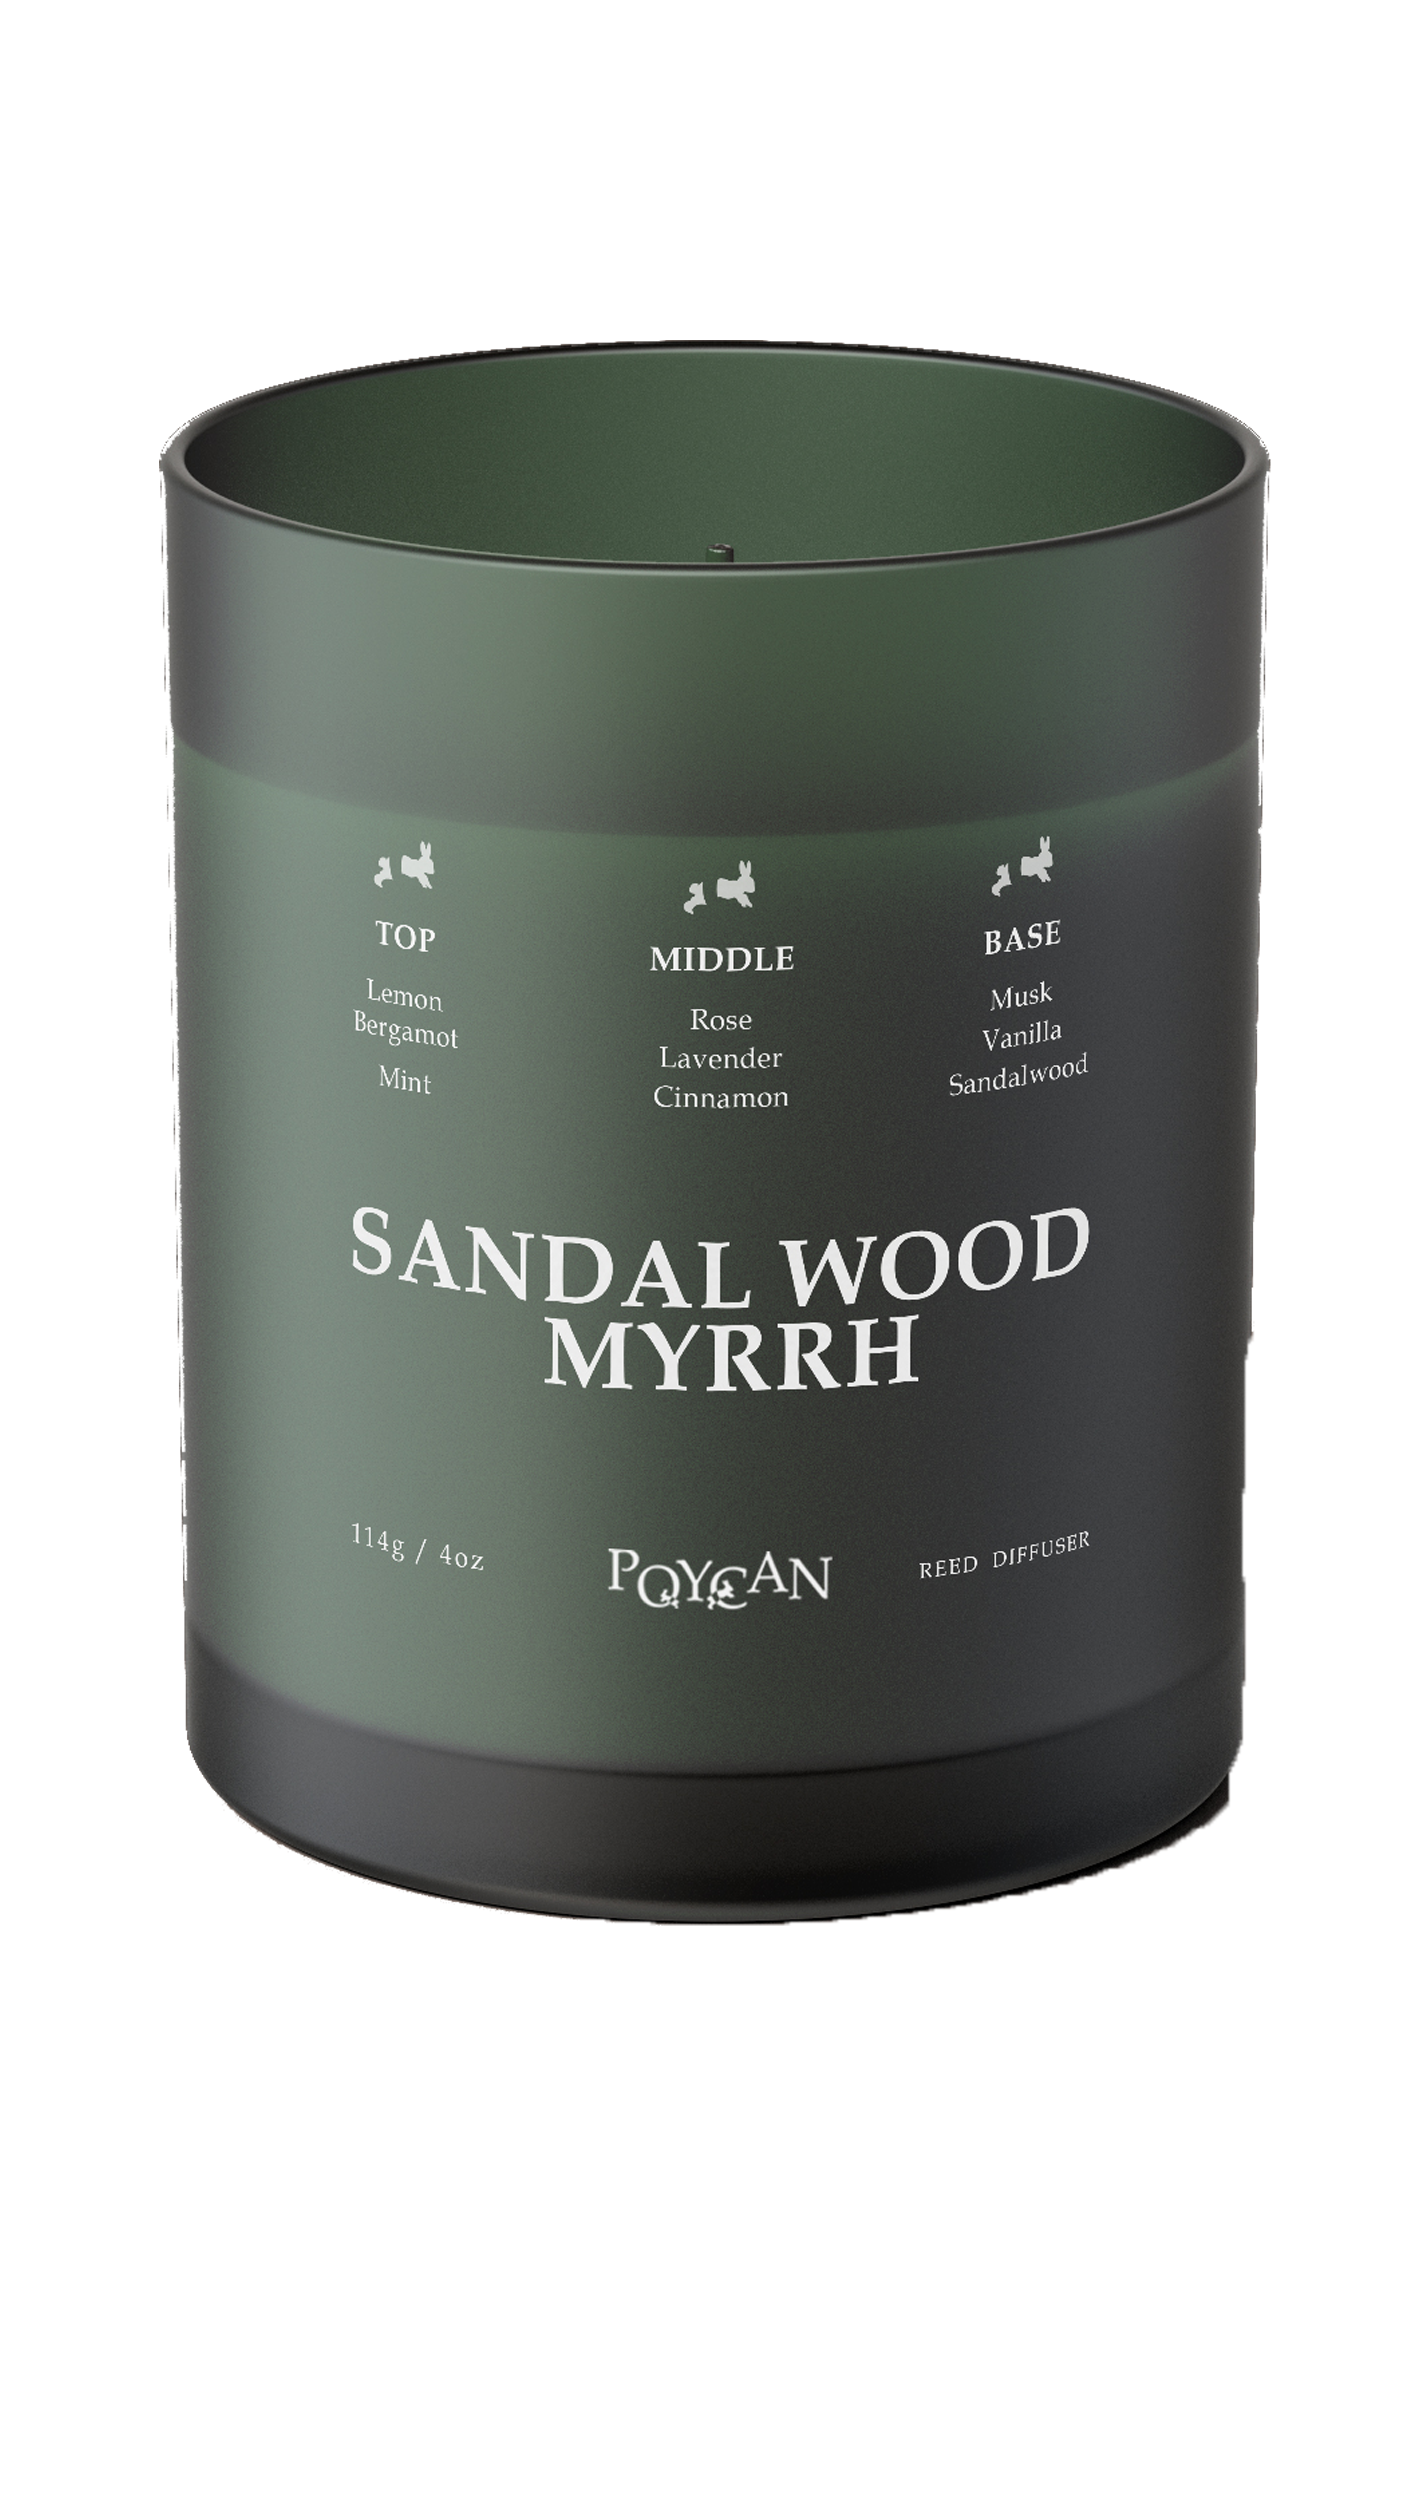 TOP
Lemon
Bergamot
Mint
MIDDLE
Rose
Lavender
Cinnamon
BASE
Musk
Vanilla
Sandalwood
SANDAL WOOD
MYRRH
114g / 4oz
POYCAN
REED DIFFUSER